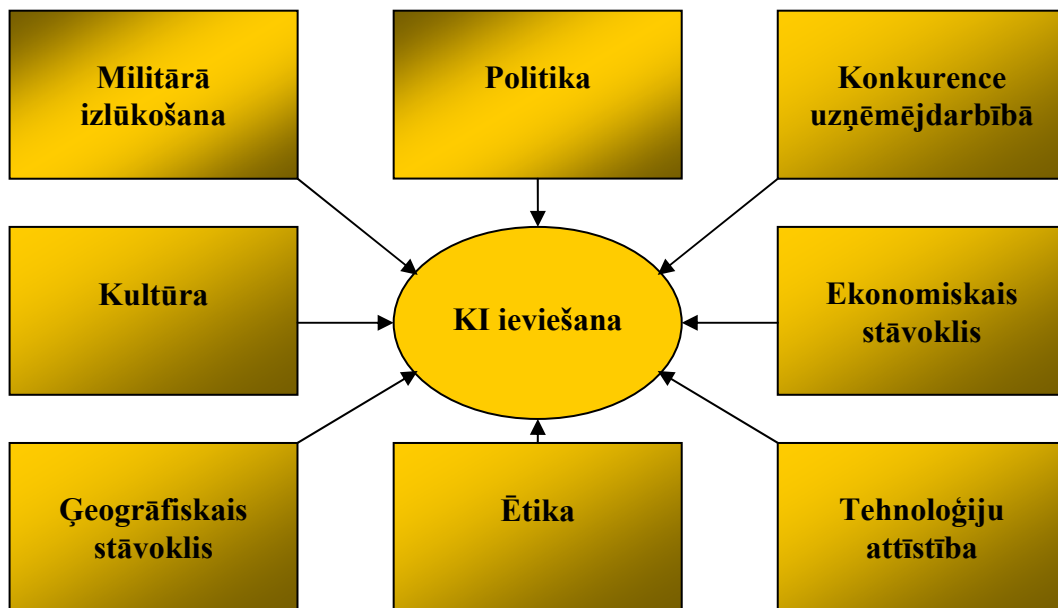 Militārā
izlūkošana
Politika
Konkurence
uzņēmējdarbībā
Kultūra
KI ieviešana
Ekonomiskais
stāvoklis
Ģeogrāfiskais
stāvoklis
Ētika
Tehnoloģiju
attīstība